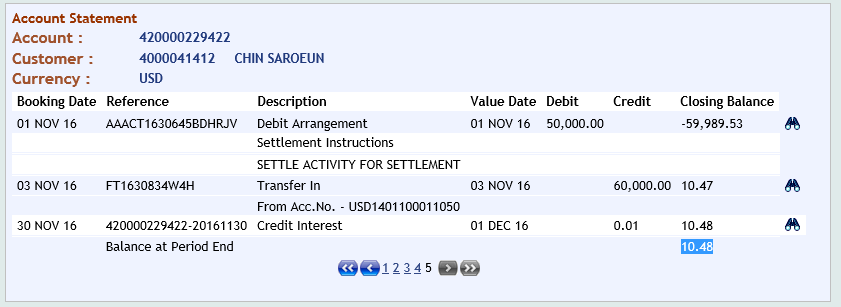 Account Statement
Account : 420000229422
Customer : 4000041412 CHIN SAROEUN
Currency : USD
Booking Date Reference Description Value Date Debit Credit Closing Balance
01 NOV 16 AAACT1630645BDHRJV Debit Arrangement 01 NOV 16 50,000.00 -59,989.53
Settlement Instructions
SETTLE ACTIVITY FOR SETTLEMENT
03 NOV 16 FT1630834W4H Transfer In 03 NOV 16 60,000.00 10.47
From Acc.No. - USD1401100011050
30 NOV 16 420000229422-20161130 Credit Interest 01 DEC 16 0.01 10.48
Balance at Period End 10.48
1 2 3 4 5